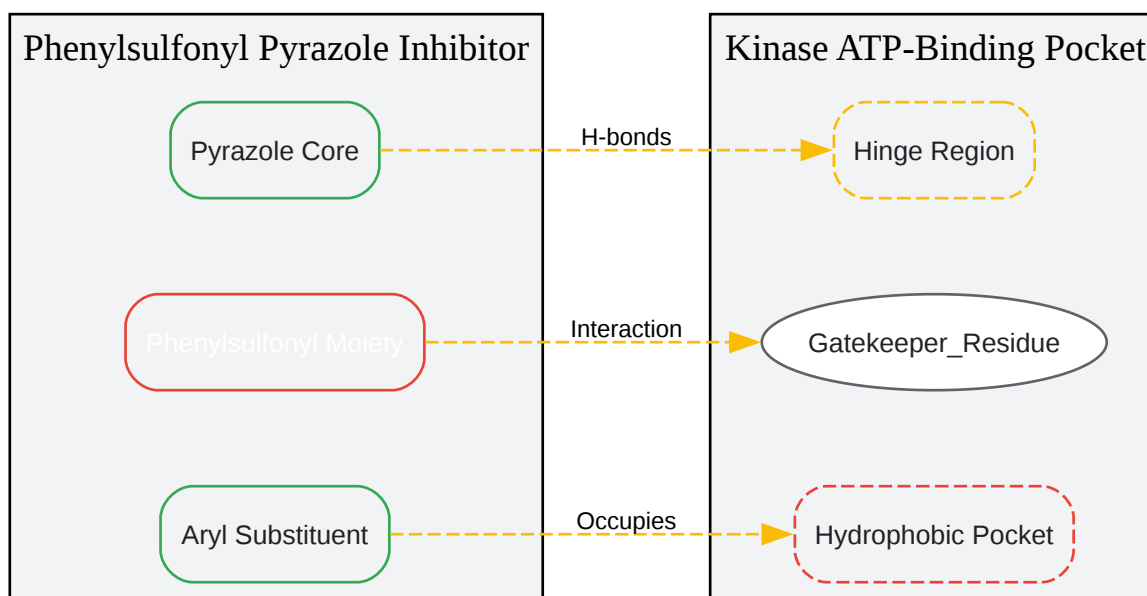 Phenylsulfonyl Pyrazole Inhibitor
Kinase ATP-Binding Pocket
Pyrazole Core
H-bonds
Hinge Region
Phenylsulfonyl Moiety
Interaction
Gatekeeper_Residue
Aryl Substituent
Occupies
Hydrophobic Pocket